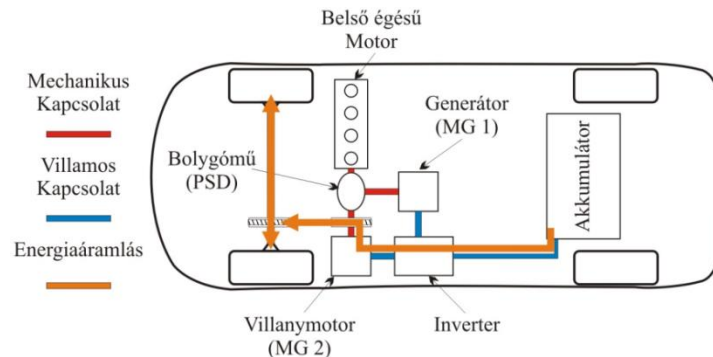 Belső égésű
Motor
Mechanikus
Kapcsolat
Generátor
(MG 1)
Villamos
Kapcsolat
Bolygómű
(PSD)
Akkumulátor
Energiaáramlás
Villanymotor
(MG 2)
Inverter